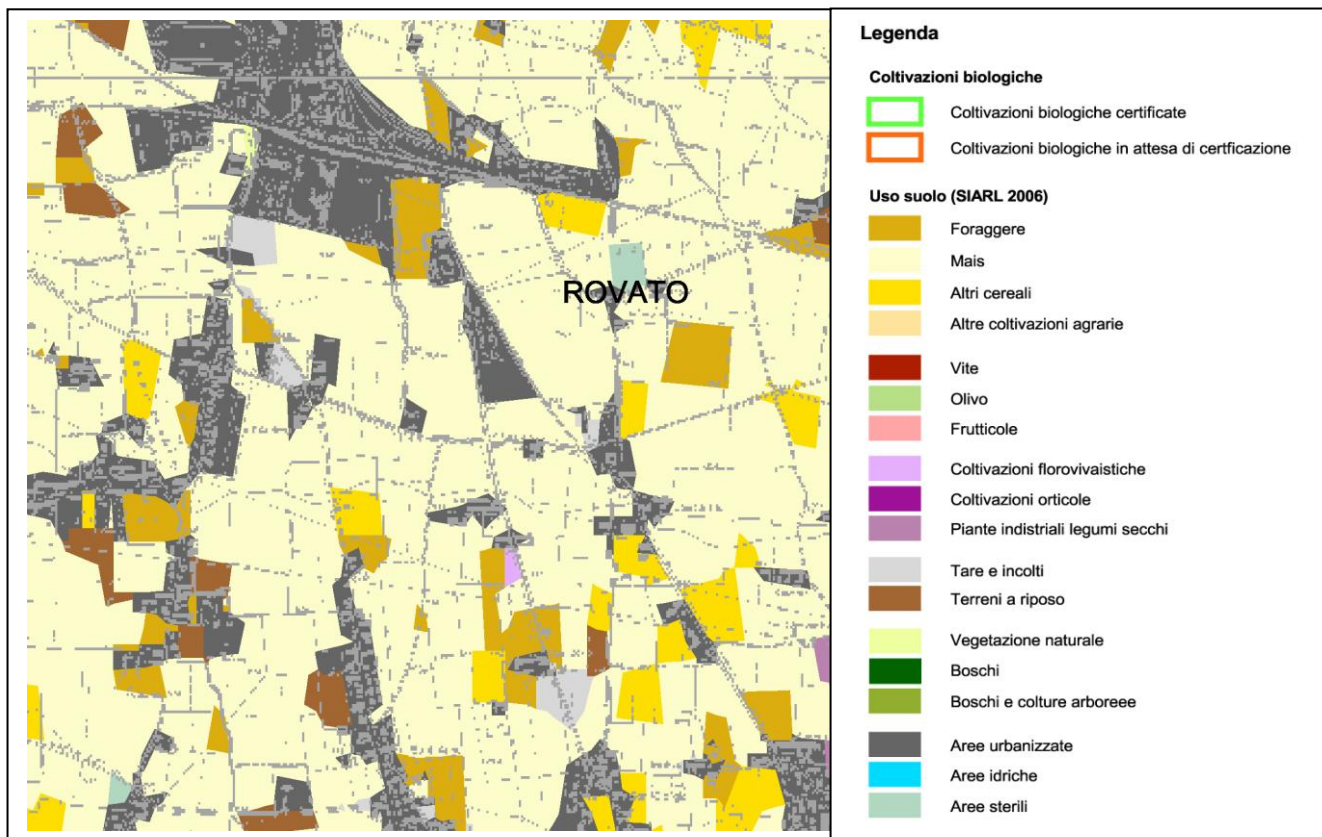 ROVATO
Legenda
Coltivazioni biologiche
Coltivazioni biologiche certificate
Coltivazioni biologiche in attesa di certficazione
Uso suolo (SIARL 2006)
Foraggere
Mais
Altri cereali
Altre coltivazioni agrarie
Vite
Olivo
Frutticole
Coltivazioni florovivaistiche
Coltivazioni orticole
Piante indistriali legumi secchi
Tare e incolti
Terreni a riposo
Vegetazione naturale
Boschi
Boschi e colture arboreee
Aree urbanizzate
Aree idriche
Aree sterili